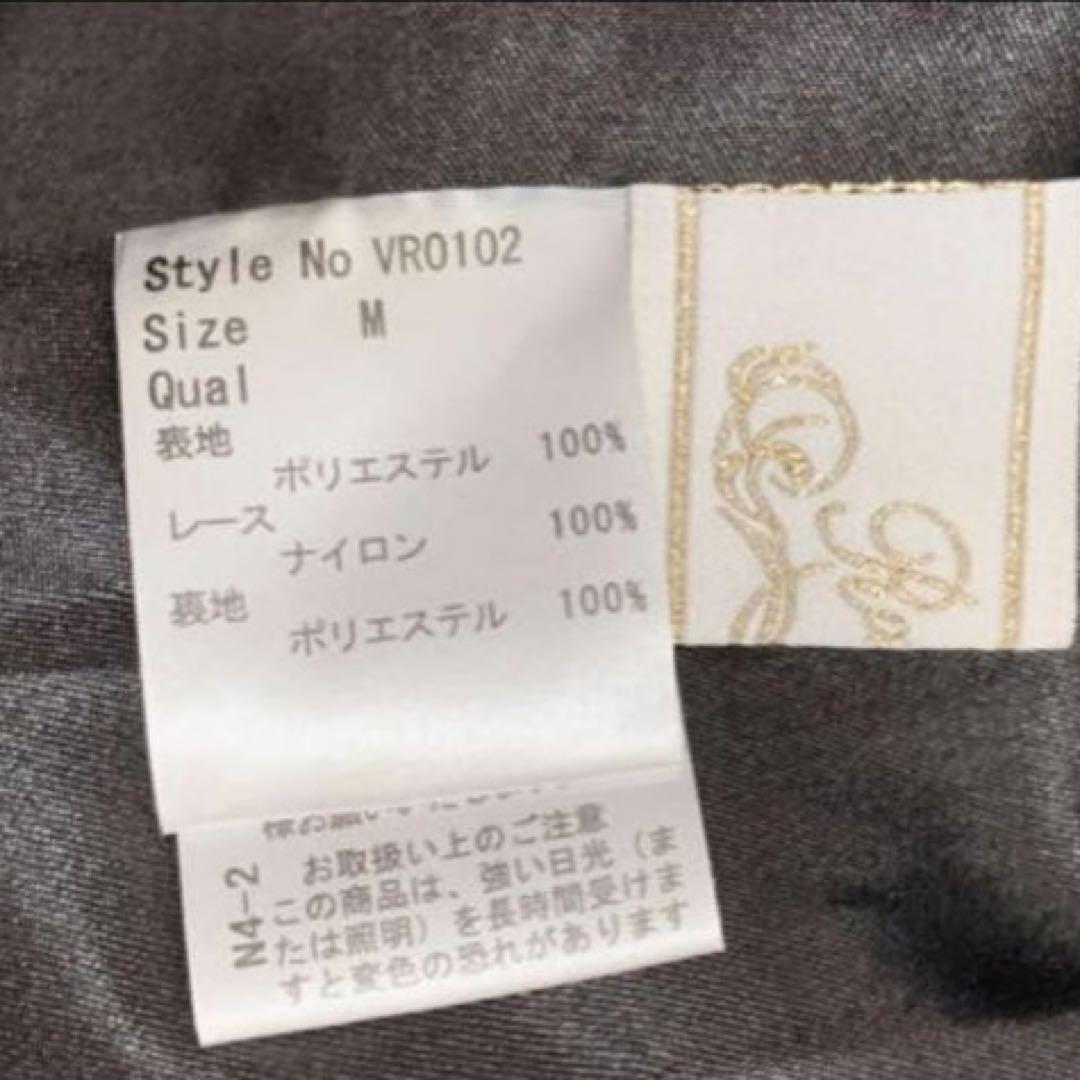 Style No VR0102
Size M
Qual
表地
ポリエステル 100%
レース
ナイロン 100%
裏地
ポリエステル 100%
N4-2
お取扱い上のご注意
この商品は、強い日光（ま
たは照明）を長時間受けま
すと変色の恐れがあります